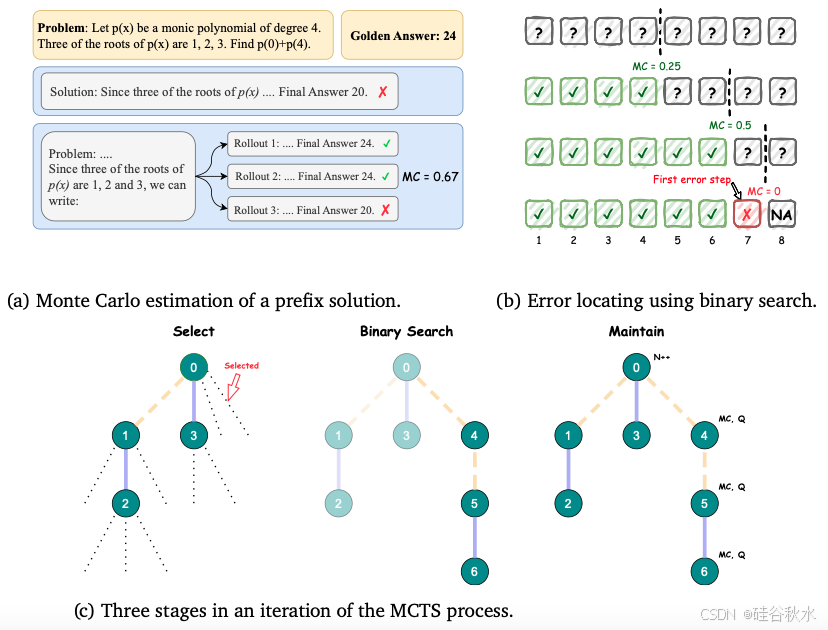 Problem: Let p(x) be a monic polynomial of degree 4.
Three of the roots of p(x) are 1, 2, 3. Find p(0)+p(4).
Golden Answer: 24
Solution: Since three of the roots of p(x) .... Final Answer 20. ✗
Problem: ....
Since three of the roots of
p(x) are 1, 2 and 3, we can
write:
Rollout 1: .... Final Answer 24. ✓
Rollout 2: .... Final Answer 24. ✓
Rollout 3: .... Final Answer 20. ✗
MC = 0.67
? ? ? ? ? ? ? ?
MC = 0.25
✓ ✓ ✓ ✓ ? ? ? ?
MC = 0.5
✓ ✓ ✓ ✓ ✓ ✓ ? ?
First error step
MC = 0
✓ ✓ ✓ ✓ ✓ ✓ ✗ NA
1 2 3 4 5 6 7 8
(a) Monte Carlo estimation of a prefix solution.
(b) Error locating using binary search.
Select
0
Selected
1
3
2
Binary Search
0
1
3
4
2
5
6
Maintain
0
N++
1
3
4
MC, Q
2
5
MC, Q
6
MC, Q
(c) Three stages in an iteration of the MCTS process.
CSDN @硅谷秋水